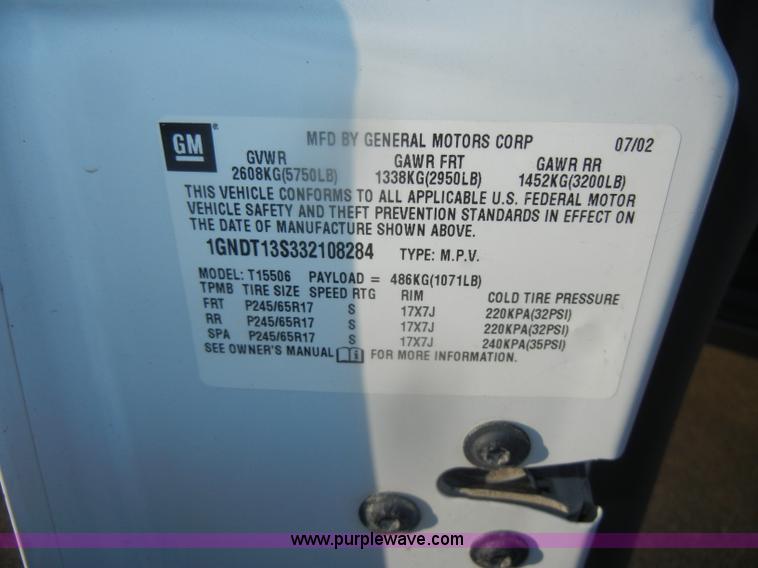 GM ® MFD BY GENERAL MOTORS CORP 07/02
GVWR GAWR FRT GAWR RR
2608KG(5750LB) 1338KG(2950LB) 1452KG(3200LB)
THIS VEHICLE CONFORMS TO ALL APPLICABLE U.S. FEDERAL MOTOR
VEHICLE SAFETY AND THEFT PREVENTION STANDARDS IN EFFECT ON
THE DATE OF MANUFACTURE SHOWN ABOVE.
1GNDT13S332108284 TYPE: M.P.V.
MODEL: T15506 PAYLOAD = 486KG(1071LB)
TPMB TIRE SIZE SPEED RTG RIM COLD TIRE PRESSURE
FRT P245/65R17 S 17X7J 220KPA(32PSI)
RR P245/65R17 S 17X7J 220KPA(32PSI)
SPA P245/65R17 S 17X7J 240KPA(35PSI)
SEE OWNER'S MANUAL i FOR MORE INFORMATION.
www.purplewave.com